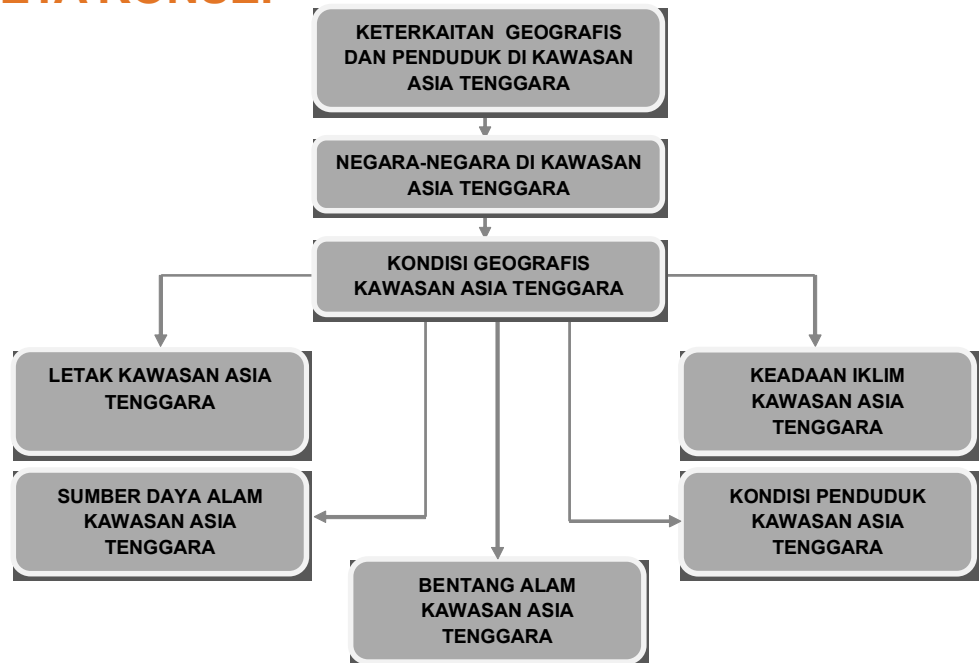 KETERKAITAN GEOGRAFIS
DAN PENDUDUK DI KAWASAN
ASIA TENGGARA
NEGARA-NEGARA DI KAWASAN
ASIA TENGGARA
KONDISI GEOGRAFIS
KAWASAN ASIA TENGGARA
LETAK KAWASAN ASIA
TENGGARA
KEADAAN IKLIM
KAWASAN ASIA
TENGGARA
SUMBER DAYA ALAM
KAWASAN ASIA
TENGGARA
KONDISI PENDUDUK
KAWASAN ASIA
TENGGARA
BENTANG ALAM
KAWASAN ASIA
TENGGARA